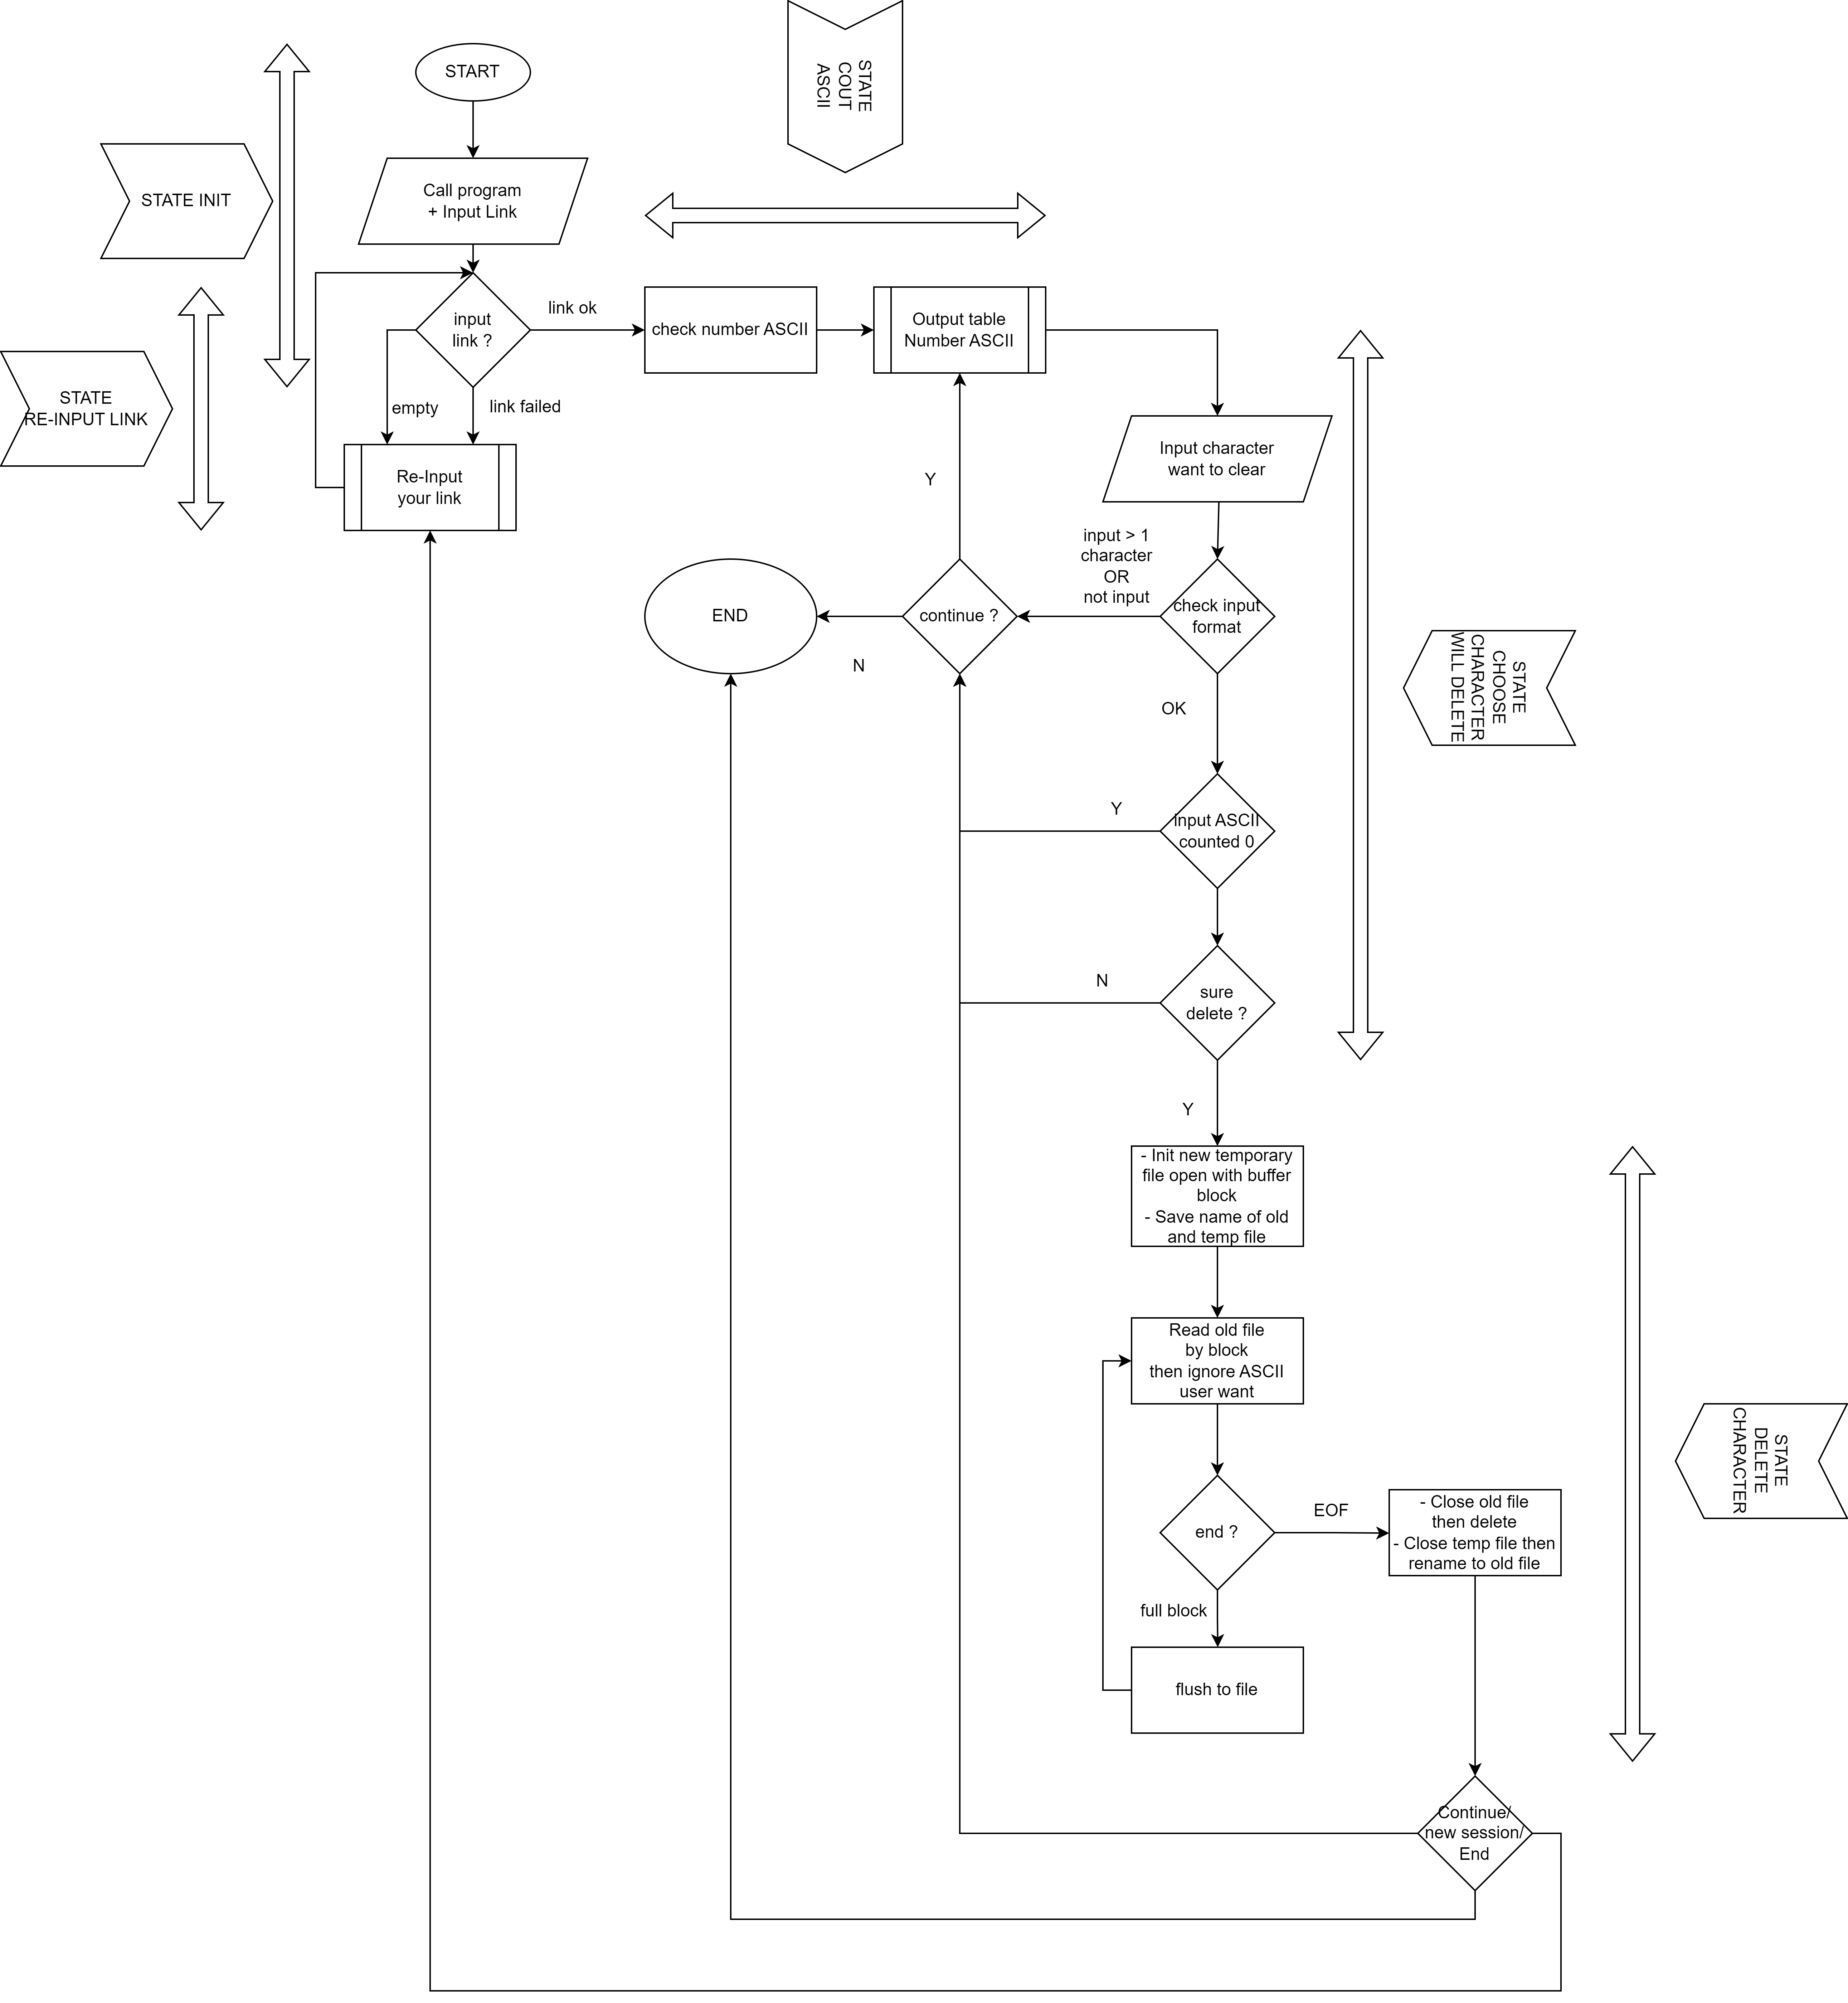 STATE
COUT
ASCII
START
STATE INIT
Call program
+ Input Link
input
link ?
link ok
check number ASCII
Output table
Number ASCII
STATE
RE-INPUT LINK
empty
link failed
Re-Input
your link
Input character
want to clear
Y
input > 1
character
OR
not input
END
continue ?
check input
format
N
STATE
CHOOSE
CHARACTER
WILL DELETE
OK
Y
Input ASCII
counted 0
N
sure
delete ?
Y
- Init new temporary
file open with buffer
block
- Save name of old
and temp file
Read old file
by block
then ignore ASCII
user want
STATE
DELETE
CHARACTER
end ?
EOF
- Close old file
then delete
- Close temp file then
rename to old file
full block
flush to file
Continue/
new session/
End